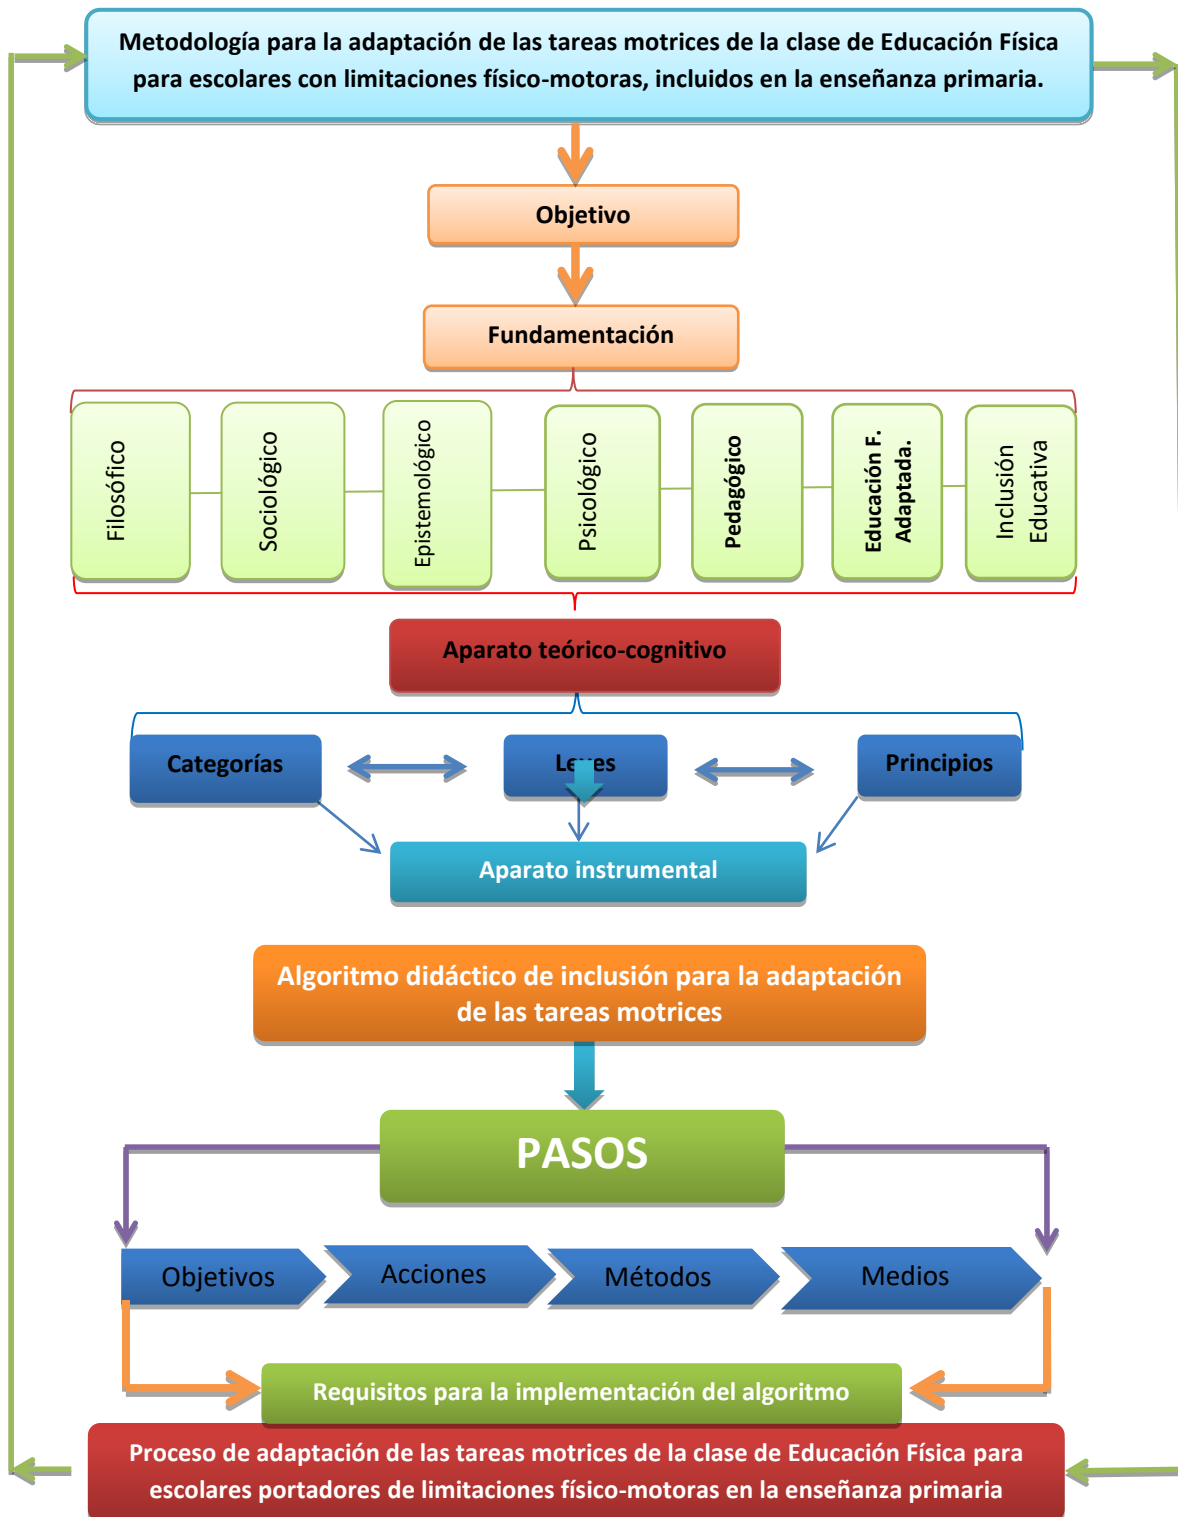 Metodología para la adaptación de las tareas motrices de la clase de Educación Física
para escolares con limitaciones físico-motoras, incluidos en la enseñanza primaria.
Objetivo
Fundamentación
Filosófico
Sociológico
Epistemológico
Psicológico
Pedagógico
Educación F.
Adaptada.
Inclusión
Educativa
Aparato teórico-cognitivo
Categorías
Leyes
Principios
Aparato instrumental
Algoritmo didáctico de inclusión para la adaptación
de las tareas motrices
PASOS
Objetivos
Acciones
Métodos
Medios
Requisitos para la implementación del algoritmo
Proceso de adaptación de las tareas motrices de la clase de Educación Física para
escolares portadores de limitaciones físico-motoras en la enseñanza primaria